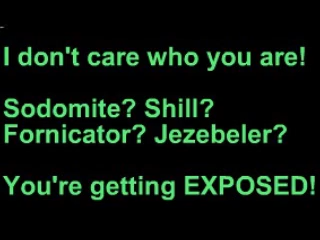 I don't care who you are!
Sodomite? Shill?
Fornicator? Jezebeler?
You're getting EXPOSED!